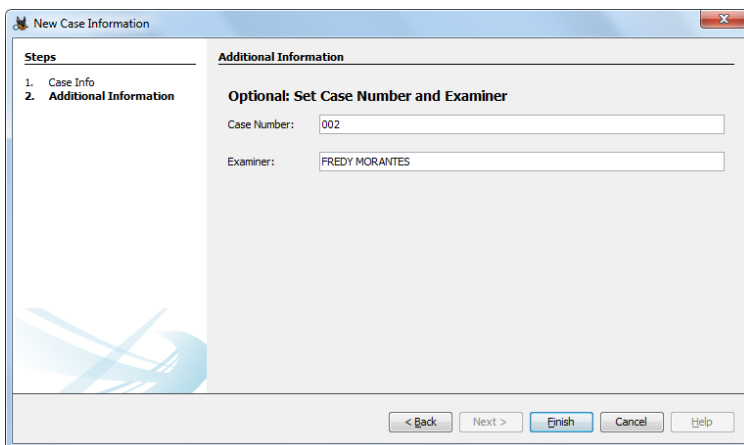 New Case Information
Steps
1. Case Info
2. Additional Information
Additional Information
Optional: Set Case Number and Examiner
Case Number: 002
Examiner: FREDY MORANTES
< Back Next > Finish Cancel Help